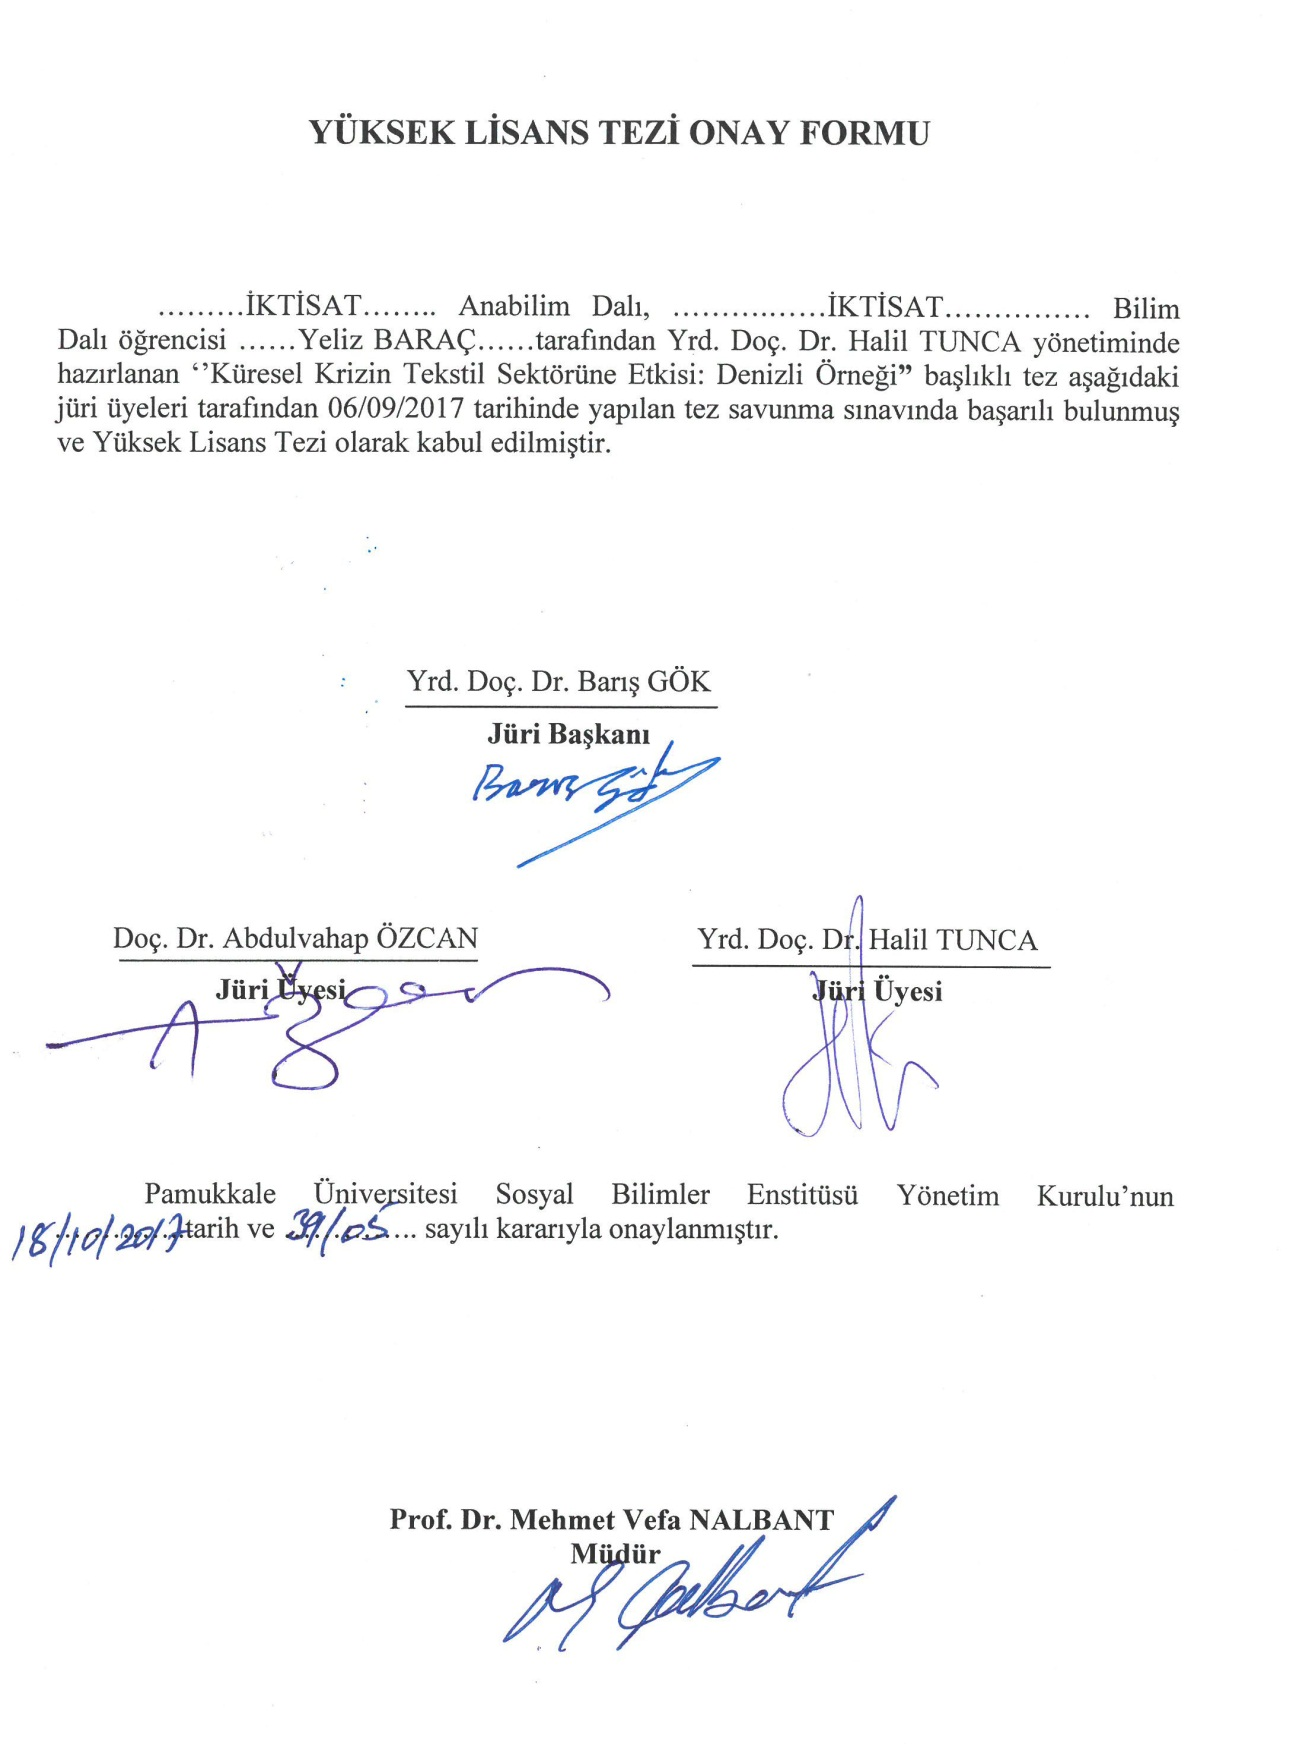 YÜKSEK LİSANS TEZİ ONAY FORMU
………İKTİSAT…….. Anabilim Dalı, ……………İKTİSAT…………… Bilim
Dalı öğrencisi ……Yeliz BARAÇ……tarafından Yrd. Doç. Dr. Halil TUNCA yönetiminde
hazırlanan ‘’Küresel Krizin Tekstil Sektörüne Etkisi: Denizli Örneği” başlıklı tez aşağıdaki
jüri üyeleri tarafından 06/09/2017 tarihinde yapılan tez savunma sınavında başarılı bulunmuş
ve Yüksek Lisans Tezi olarak kabul edilmiştir.
Yrd. Doç. Dr. Barış GÖK
Jüri Başkanı
Barış Gök
Doç. Dr. Abdulvahap ÖZCAN
Jüri Üyesi
Yrd. Doç. Dr. Halil TUNCA
Jüri Üyesi
Pamukkale Üniversitesi Sosyal Bilimler Enstitüsü Yönetim Kurulu’nun
18/10/2017 tarih ve 39/05 ….. sayılı kararıyla onaylanmıştır.
Prof. Dr. Mehmet Vefa NALBANT
Müdür